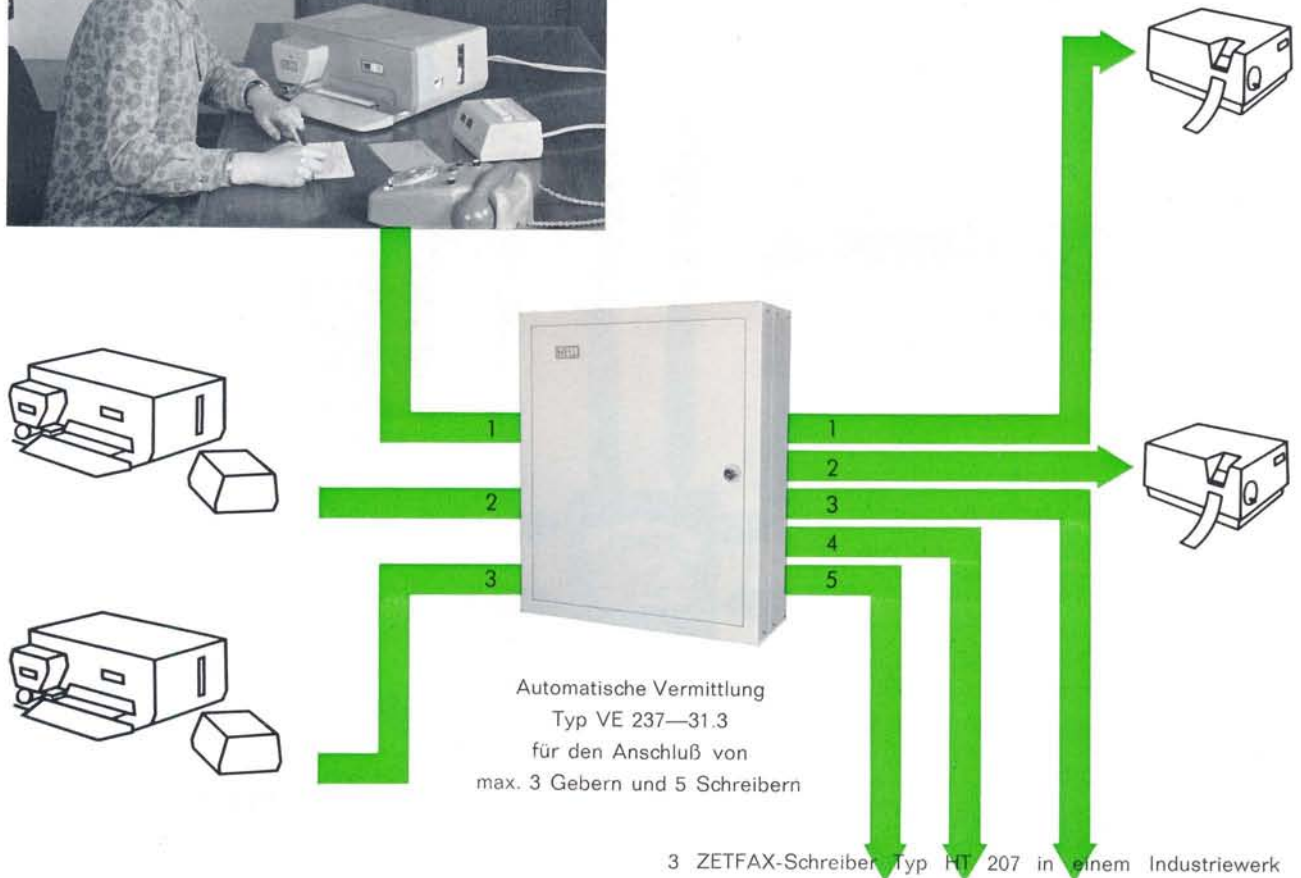 HELL
1
2
3
1
2
3
4
5
Automatische Vermittlung
Typ VE 237—31.3
für den Anschluß von
max. 3 Gebern und 5 Schreibern
3 ZETFAX-Schreiber Typ HT 207 in einem Industriewerk